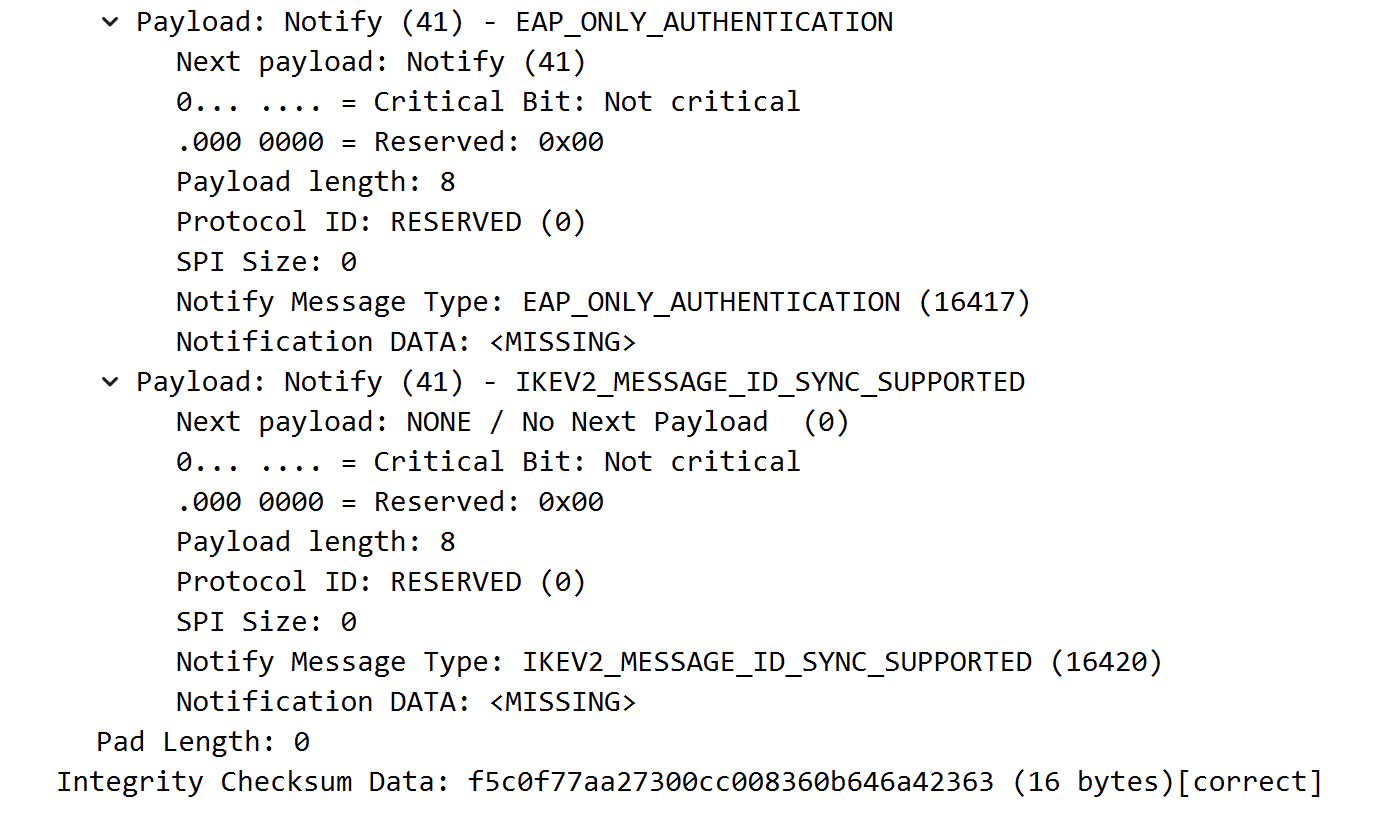 Payload: Notify (41) - EAP_ONLY_AUTHENTICATION
Next payload: Notify (41)
0... .... = Critical Bit: Not critical
.000 0000 = Reserved: 0x00
Payload length: 8
Protocol ID: RESERVED (0)
SPI Size: 0
Notify Message Type: EAP_ONLY_AUTHENTICATION (16417)
Notification DATA: <MISSING>
Payload: Notify (41) - IKEV2_MESSAGE_ID_SYNC_SUPPORTED
Next payload: NONE / No Next Payload  (0)
0... .... = Critical Bit: Not critical
.000 0000 = Reserved: 0x00
Payload length: 8
Protocol ID: RESERVED (0)
SPI Size: 0
Notify Message Type: IKEV2_MESSAGE_ID_SYNC_SUPPORTED (16420)
Notification DATA: <MISSING>
Pad Length: 0
Integrity Checksum Data: f5c0f77aa27300cc008360b646a42363 (16 bytes)[correct]